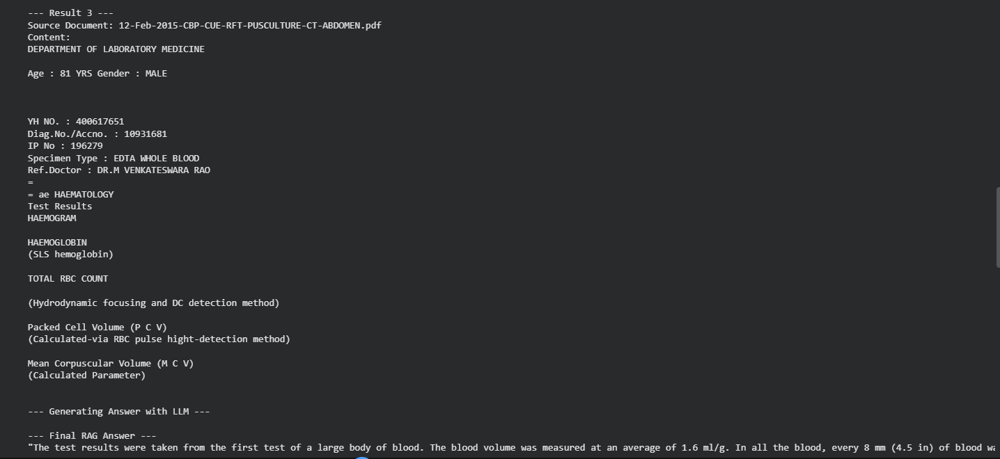 --- Result 3 ---
Source Document: 12-Feb-2015-CBP-CUE-RFT-PUSCULTURE-CT-ABDOMEN.pdf
Content:
DEPARTMENT OF LABORATORY MEDICINE
Age : 81 YRS Gender : MALE
YH NO. : 400617651
Diag.No./Accno. : 10931681
IP No : 196279
Specimen Type : EDTA WHOLE BLOOD
Ref.Doctor : DR.M VENKATESWARA RAO
=
= ae HAEMATOLOGY
Test Results
HAEMOGRAM
HAEMOGLOBIN
(SLS hemoglobin)
TOTAL RBC COUNT
(Hydrodynamic focusing and DC detection method)
Packed Cell Volume (P C V)
(Calculated-via RBC pulse hight-detection method)
Mean Corpuscular Volume (M C V)
(Calculated Parameter)
--- Generating Answer with LLM ---
--- Final RAG Answer ---
"The test results were taken from the first test of a large body of blood. The blood volume was measured at an average of 1.6 ml/g. In all the blood, every 8 mm (4.5 in) of blood